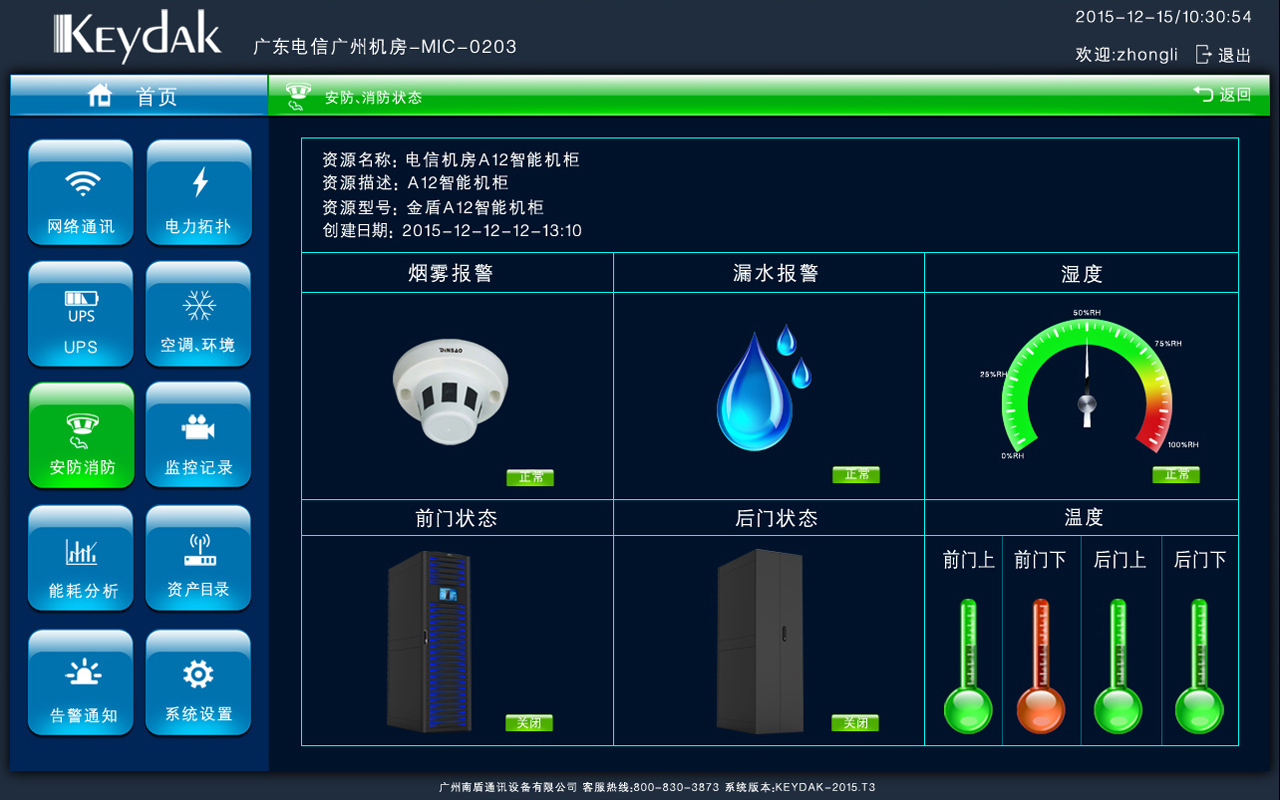 KEYdAK
广东电信广州机房-MIC-0203
2015-12-15/10:30:54
欢迎:zhongli 退出
首页
安防、消防状态
返回
网络通讯
电力拓扑
UPS
UPS
空调、环境
安防消防
监控记录
能耗分析
资产目录
告警通知
系统设置
资源名称: 电信机房A12智能机柜
资源描述: A12智能机柜
资源型号: 金盾A12智能机柜
创建日期: 2015-12-12-12-13:10
烟雾报警
漏水报警
湿度
DINBAO
正常
正常
0%RH
25%RH
50%RH
75%RH
100%RH
正常
前门状态
后门状态
温度
关闭
关闭
前门上
前门下
后门上
后门下
广州南盾通讯设备有限公司 客服热线:800-830-3873 系统版本:KEYDAK-2015.T3